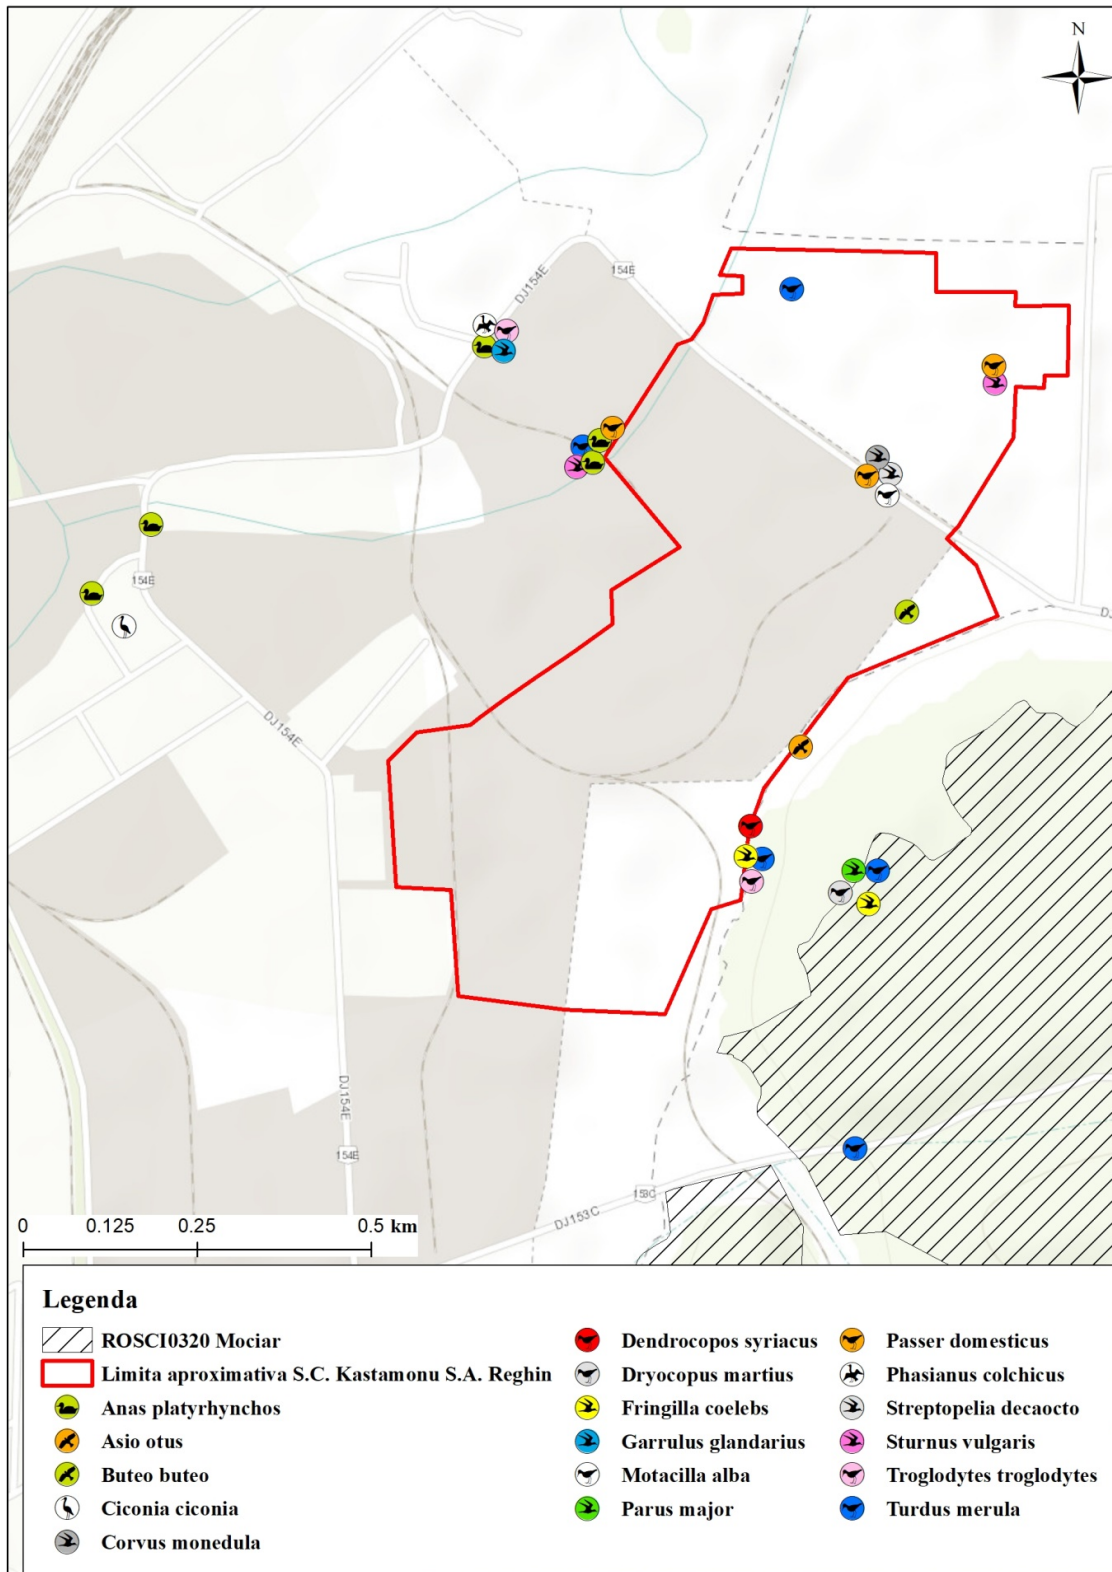 N
154E
DJ154E
154E
DJ
DJ154E
DJ154E
154E
153C
DJ153C
0 0.125 0.25 0.5 km
Legenda
ROSCI0320 Mociar
Limita aproximativa S.C. Kastamonu S.A. Reghin
Anas platyrhynchos
Asio otus
Buteo buteo
Ciconia ciconia
Corvus monedula
Dendrocopos syriacus
Dryocopus martius
Fringilla coelebs
Garrulus glandarius
Motacilla alba
Parus major
Passer domesticus
Phasianus colchicus
Streptopelia decaocto
Sturnus vulgaris
Troglodytes troglodytes
Turdus merula